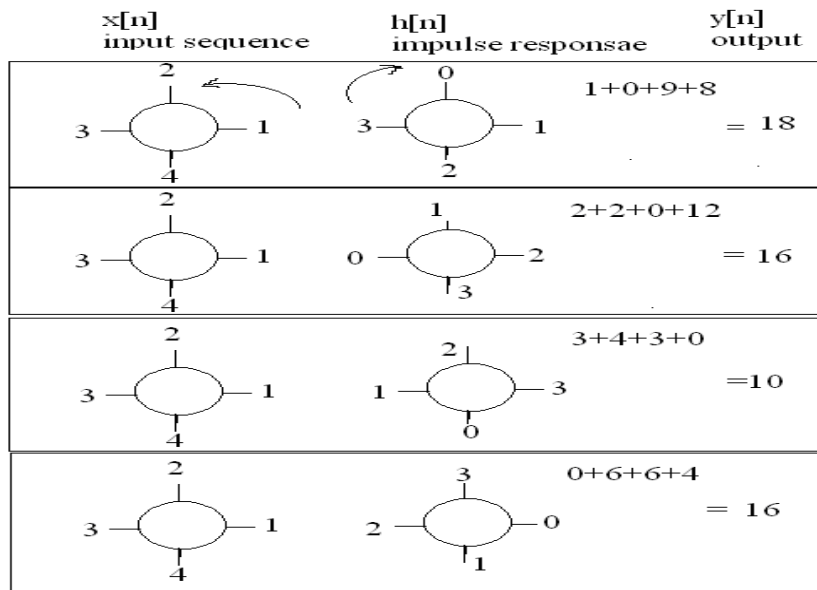 x[n] h[n] y[n]
input sequence impulse responsae output
2 0 1+0+9+8
3 1 3 1 = 18
4 2
2 1 2+2+0+12
3 1 0 2 = 16
4 3
2 2 3+4+3+0
3 1 1 3 =10
4 0
2 3 0+6+6+4
3 1 2 0 = 16
4 1